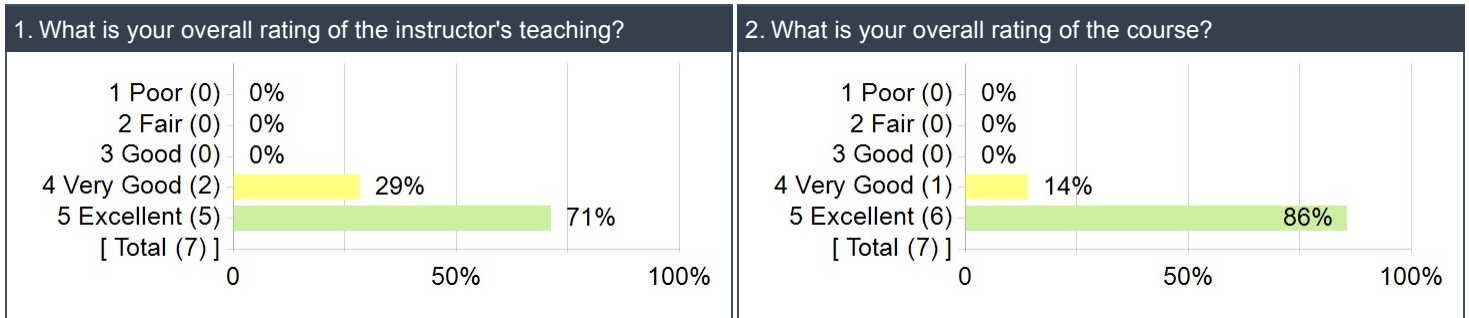 1. What is your overall rating of the instructor's teaching?
1 Poor (0) 0%
2 Fair (0) 0%
3 Good (0) 0%
4 Very Good (2) 29%
5 Excellent (5) 71%
[ Total (7) ]
0 50% 100%
2. What is your overall rating of the course?
1 Poor (0) 0%
2 Fair (0) 0%
3 Good (0) 0%
4 Very Good (1) 14%
5 Excellent (6) 86%
[ Total (7) ]
0 50% 100%